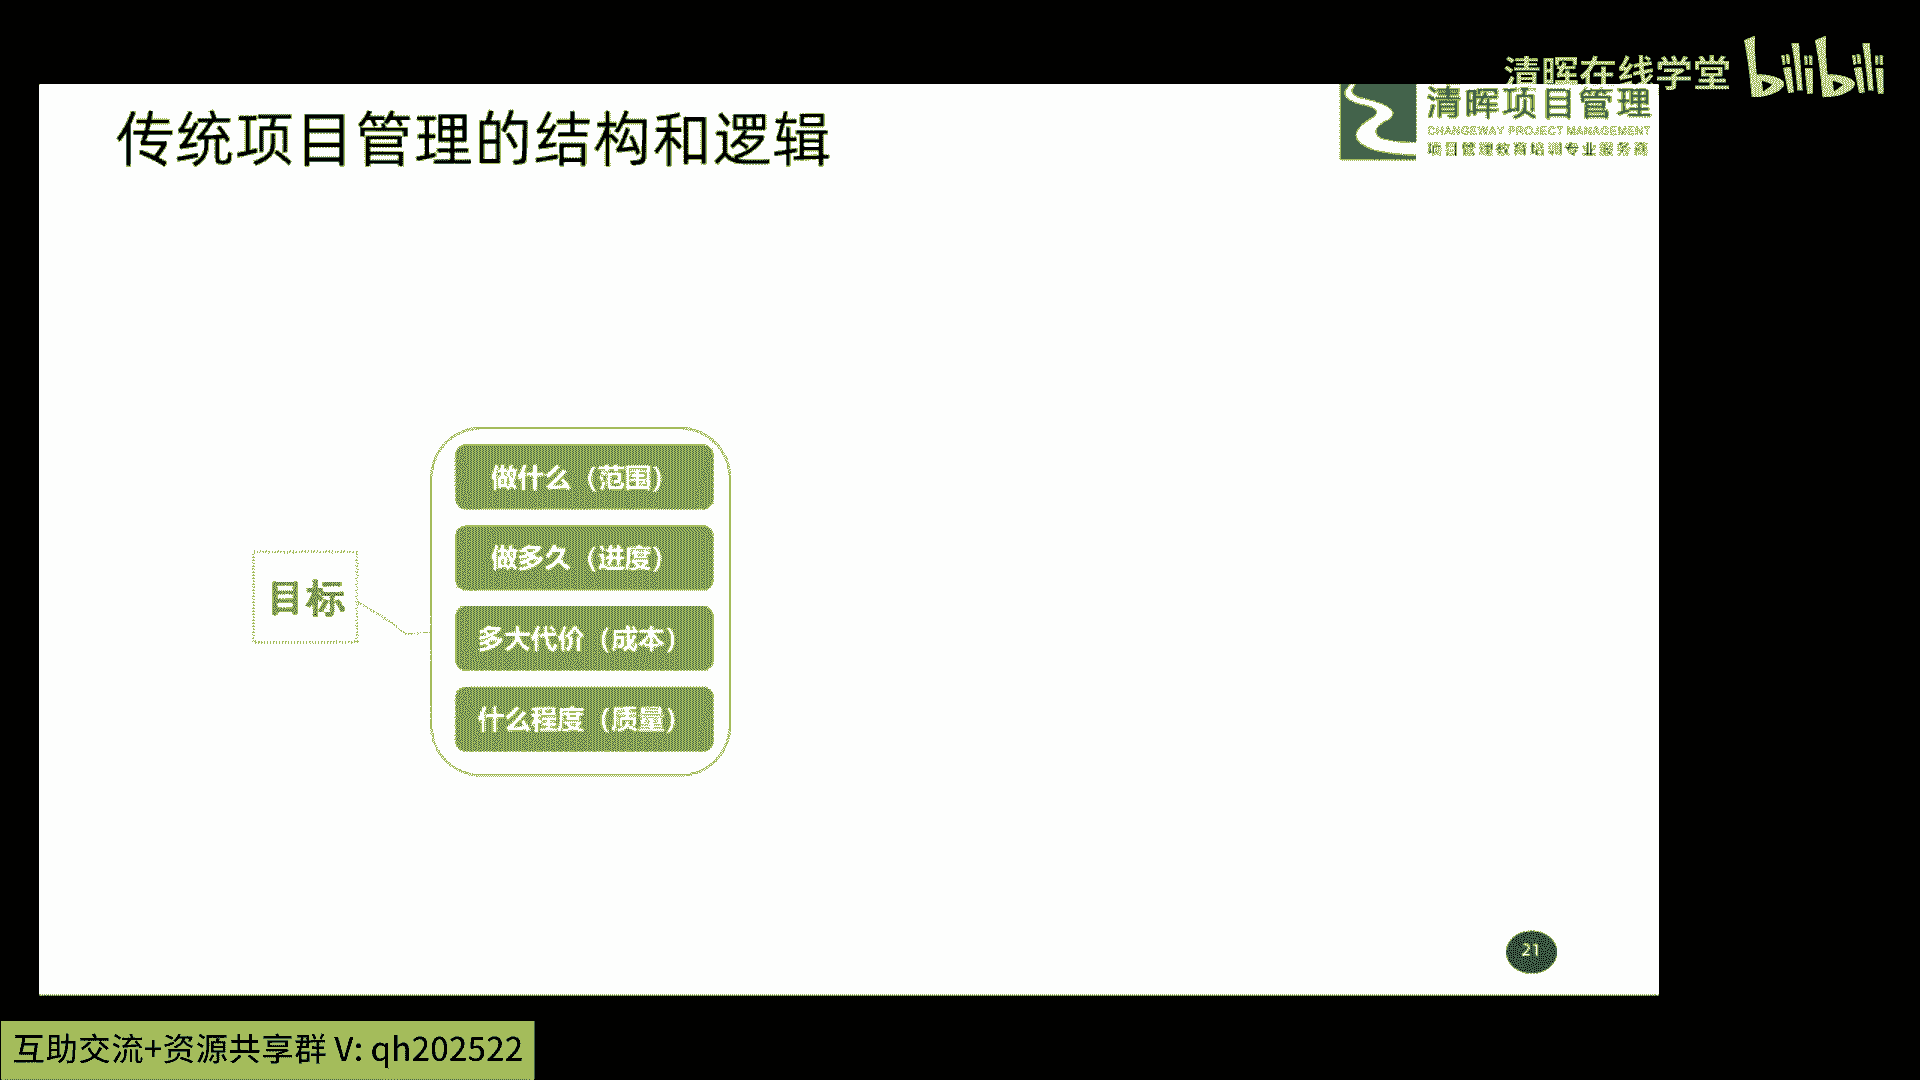 清晖在线学堂 bilibili
传统项目管理的结构和逻辑
清晖项目管理
CHANGEWAY PROJECT MANAGEMENT
项目管理教育培训专业服务商
做什么（范围）
做多久（进度）
目标
多大代价（成本）
什么程度（质量）
21
互助交流+资源共享群 V: qh202522